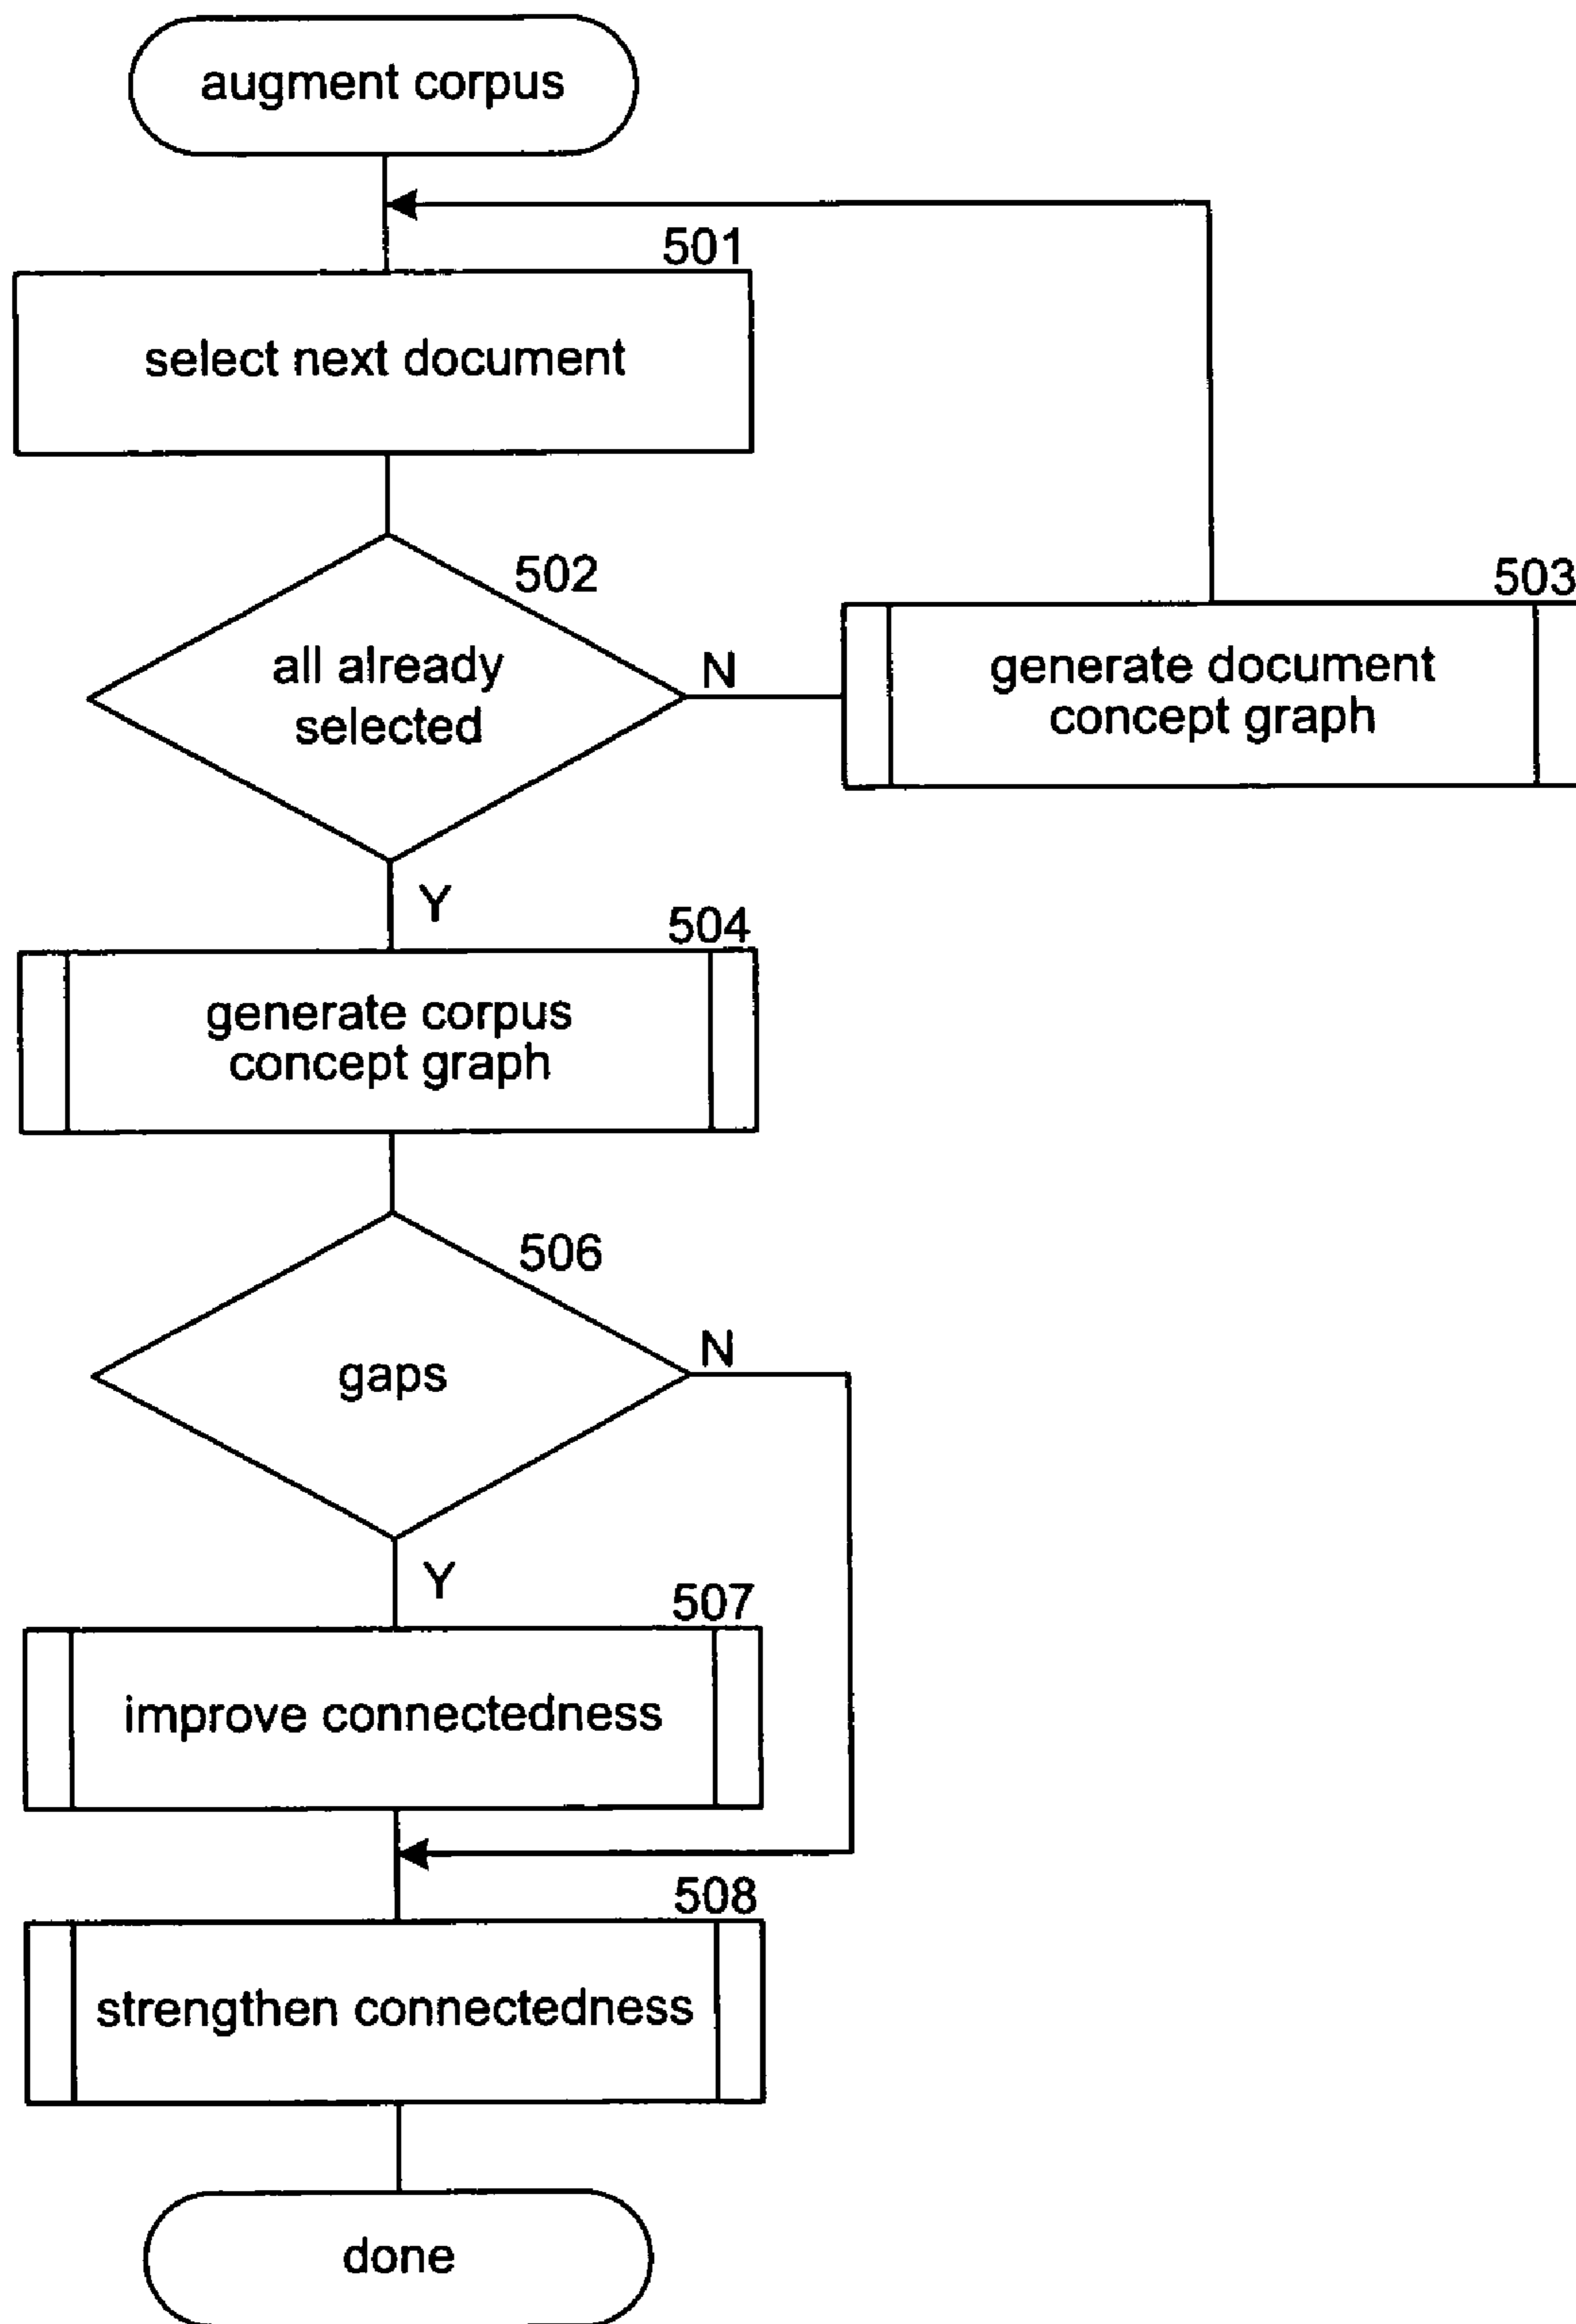 augment corpus
501
select next document
502
all already
selected
N
503
generate document
concept graph
Y
504
generate corpus
concept graph
506
gaps
N
Y
507
improve connectedness
508
strengthen connectedness
done